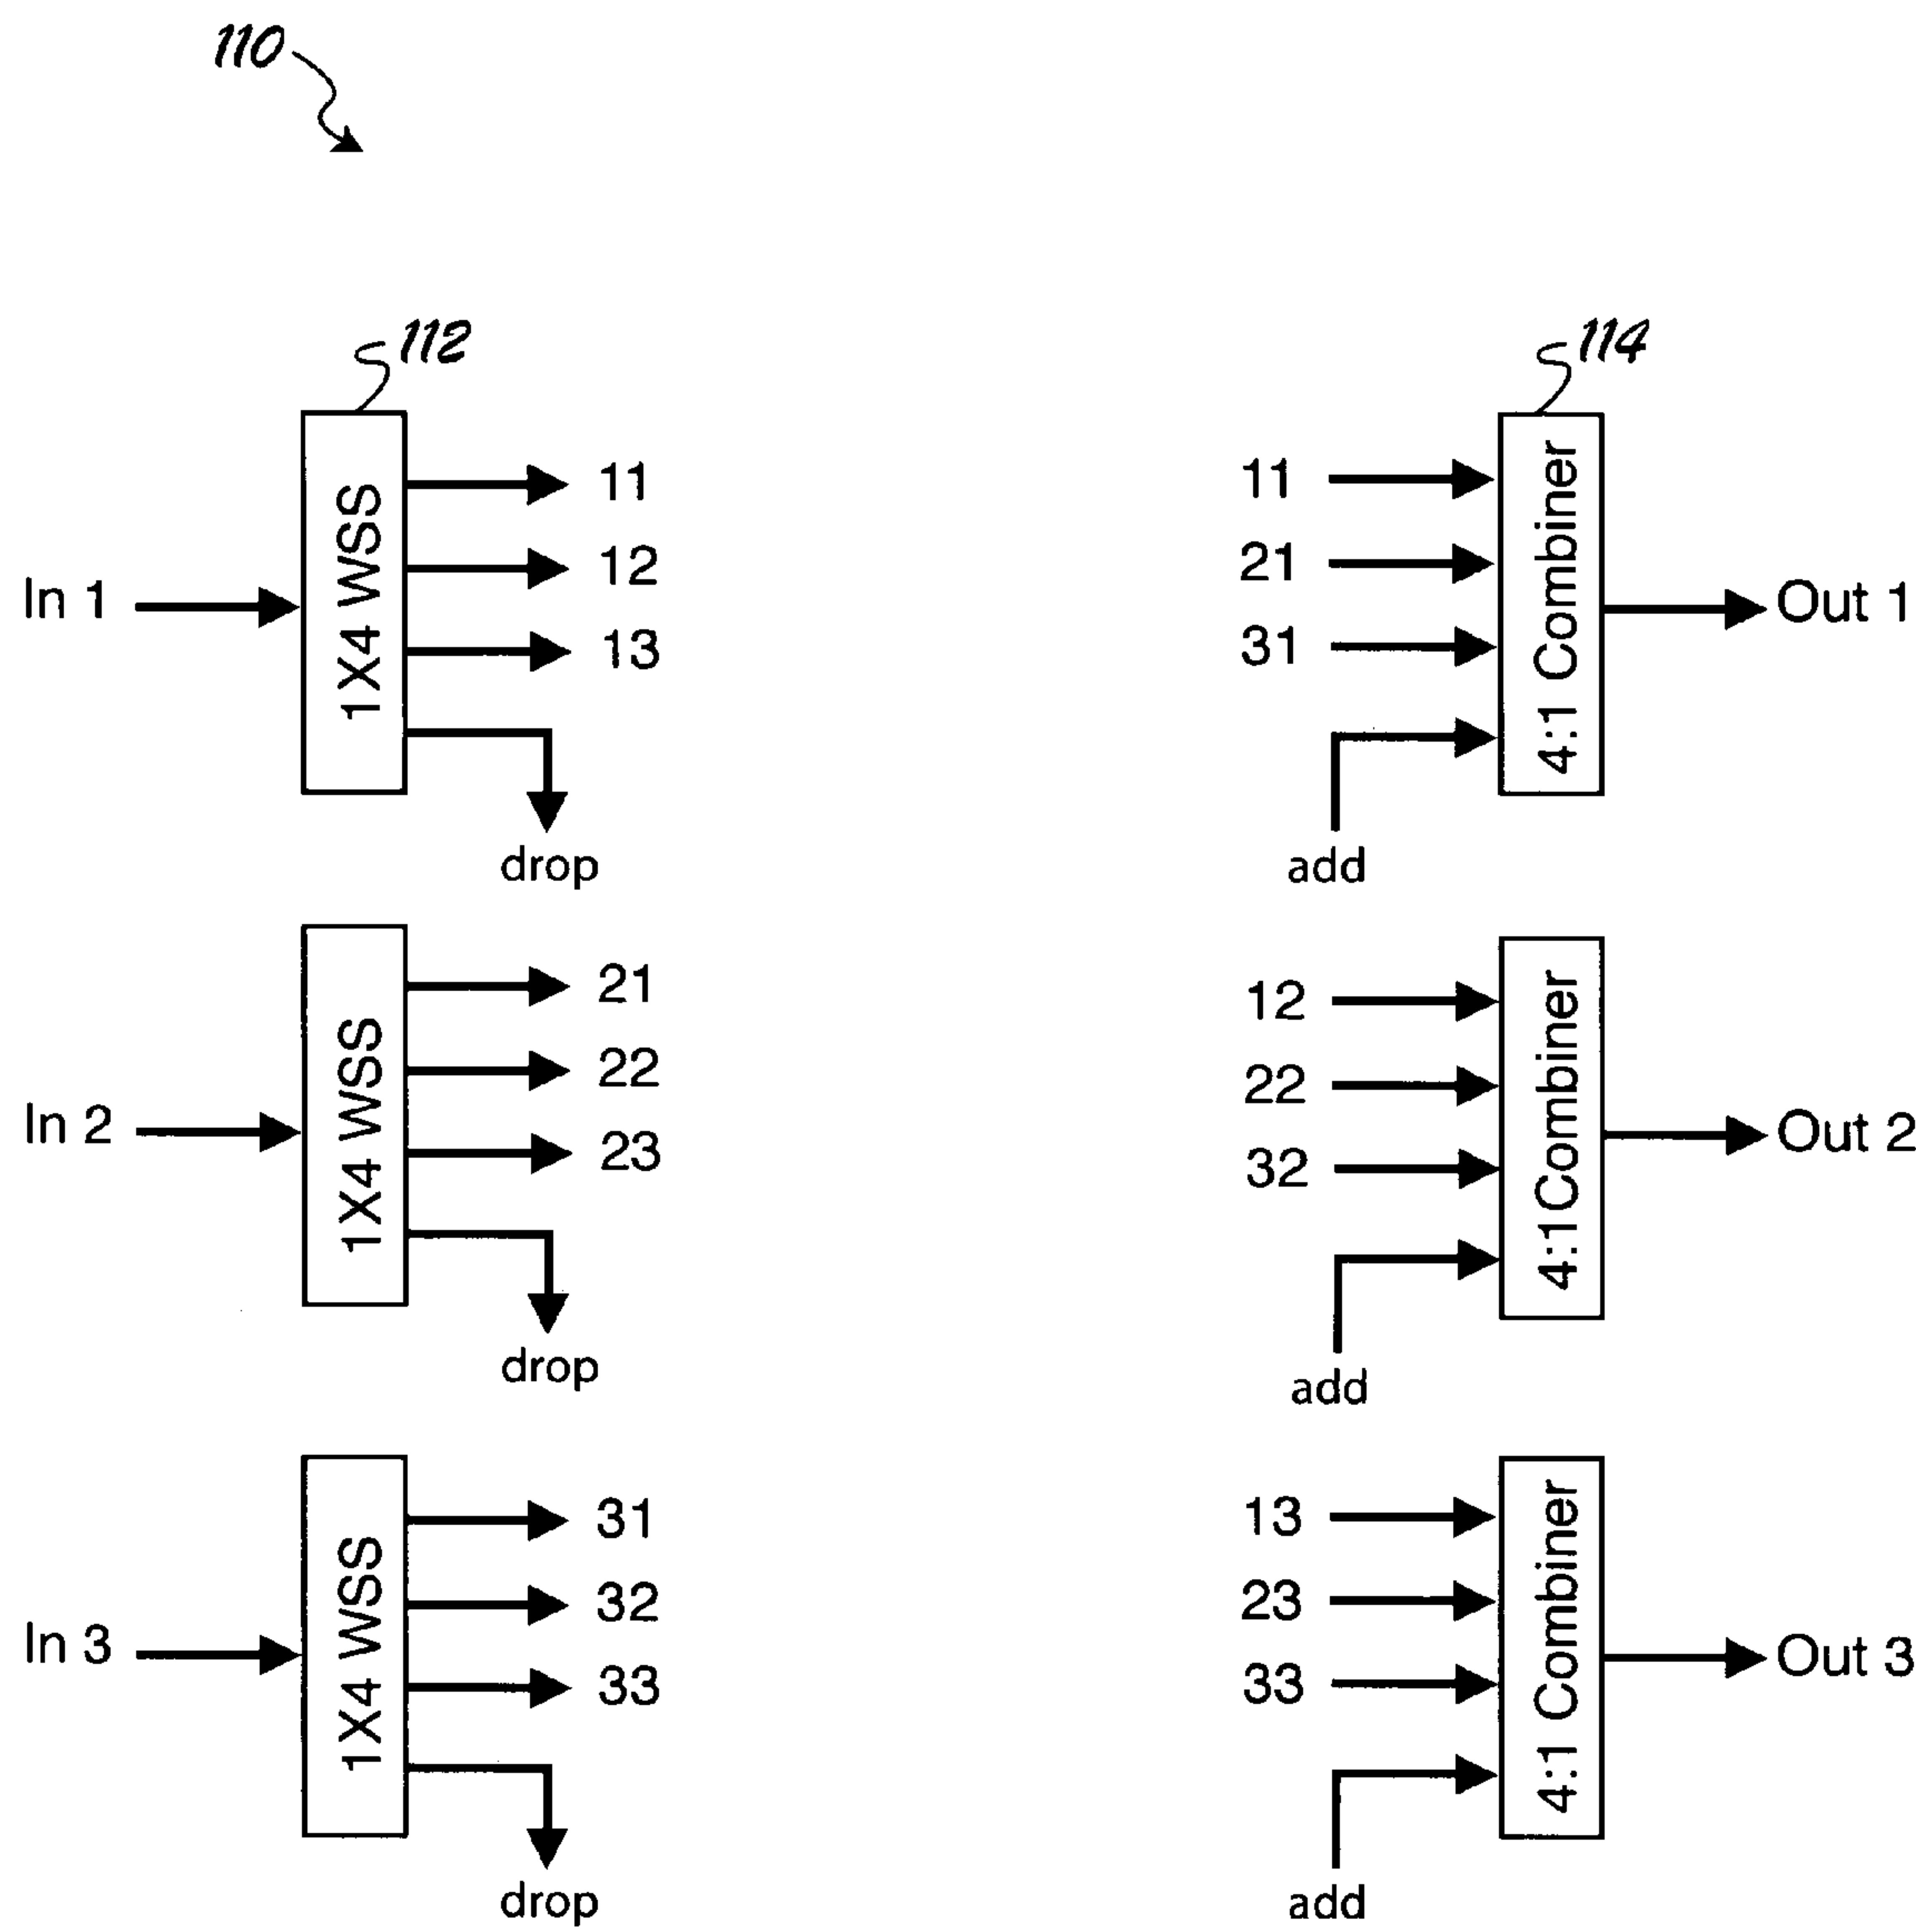 110
112
In 1
1X4 WSS
11
12
13
drop
In 2
1X4 WSS
21
22
23
drop
In 3
1X4 WSS
31
32
33
drop
114
11
21
31
add
4:1 Combiner
Out 1
12
22
32
add
4:1Combiner
Out 2
13
23
33
add
4:1 Combiner
Out 3